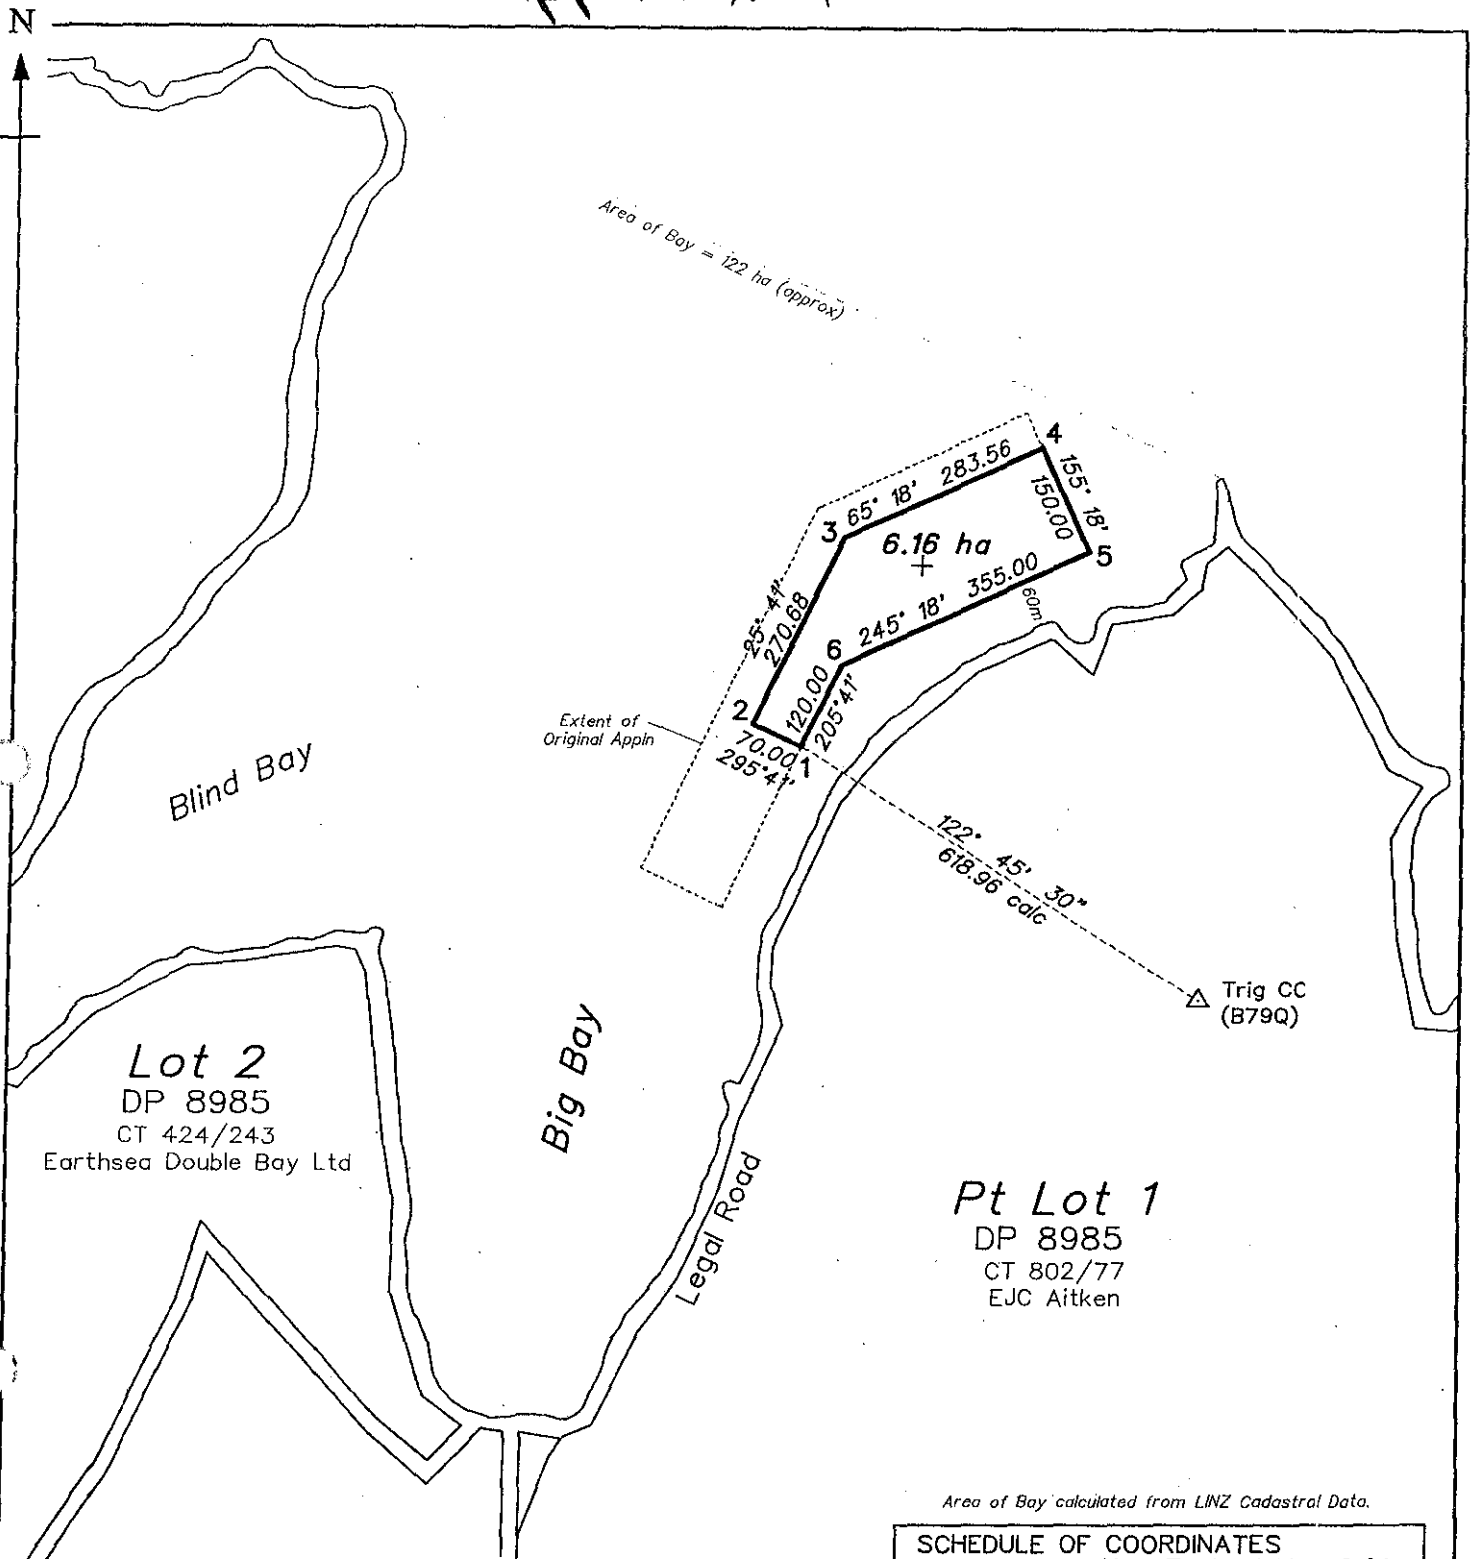 N
Area of Bay = 122 ha (approx)
4
283.56
65° 18'
155° 18'
150.00
3
6.16 ha
5
355.00
245° 18'
60m
25° 41'
270.68
6
120.00
205°41'
2
Extent of
Original Appln
70.00
295°41'
1
Blind Bay
122° 45' 30"
618.96 calc
Trig CC
(B79Q)
Big Bay
Lot 2
DP 8985
CT 424/243
Earthsea Double Bay Ltd
Legal Road
Pt Lot 1
DP 8985
CT 802/77
EJC Aitken
Area of Bay calculated from LINZ Cadastral Data.
SCHEDULE OF COORDINATES